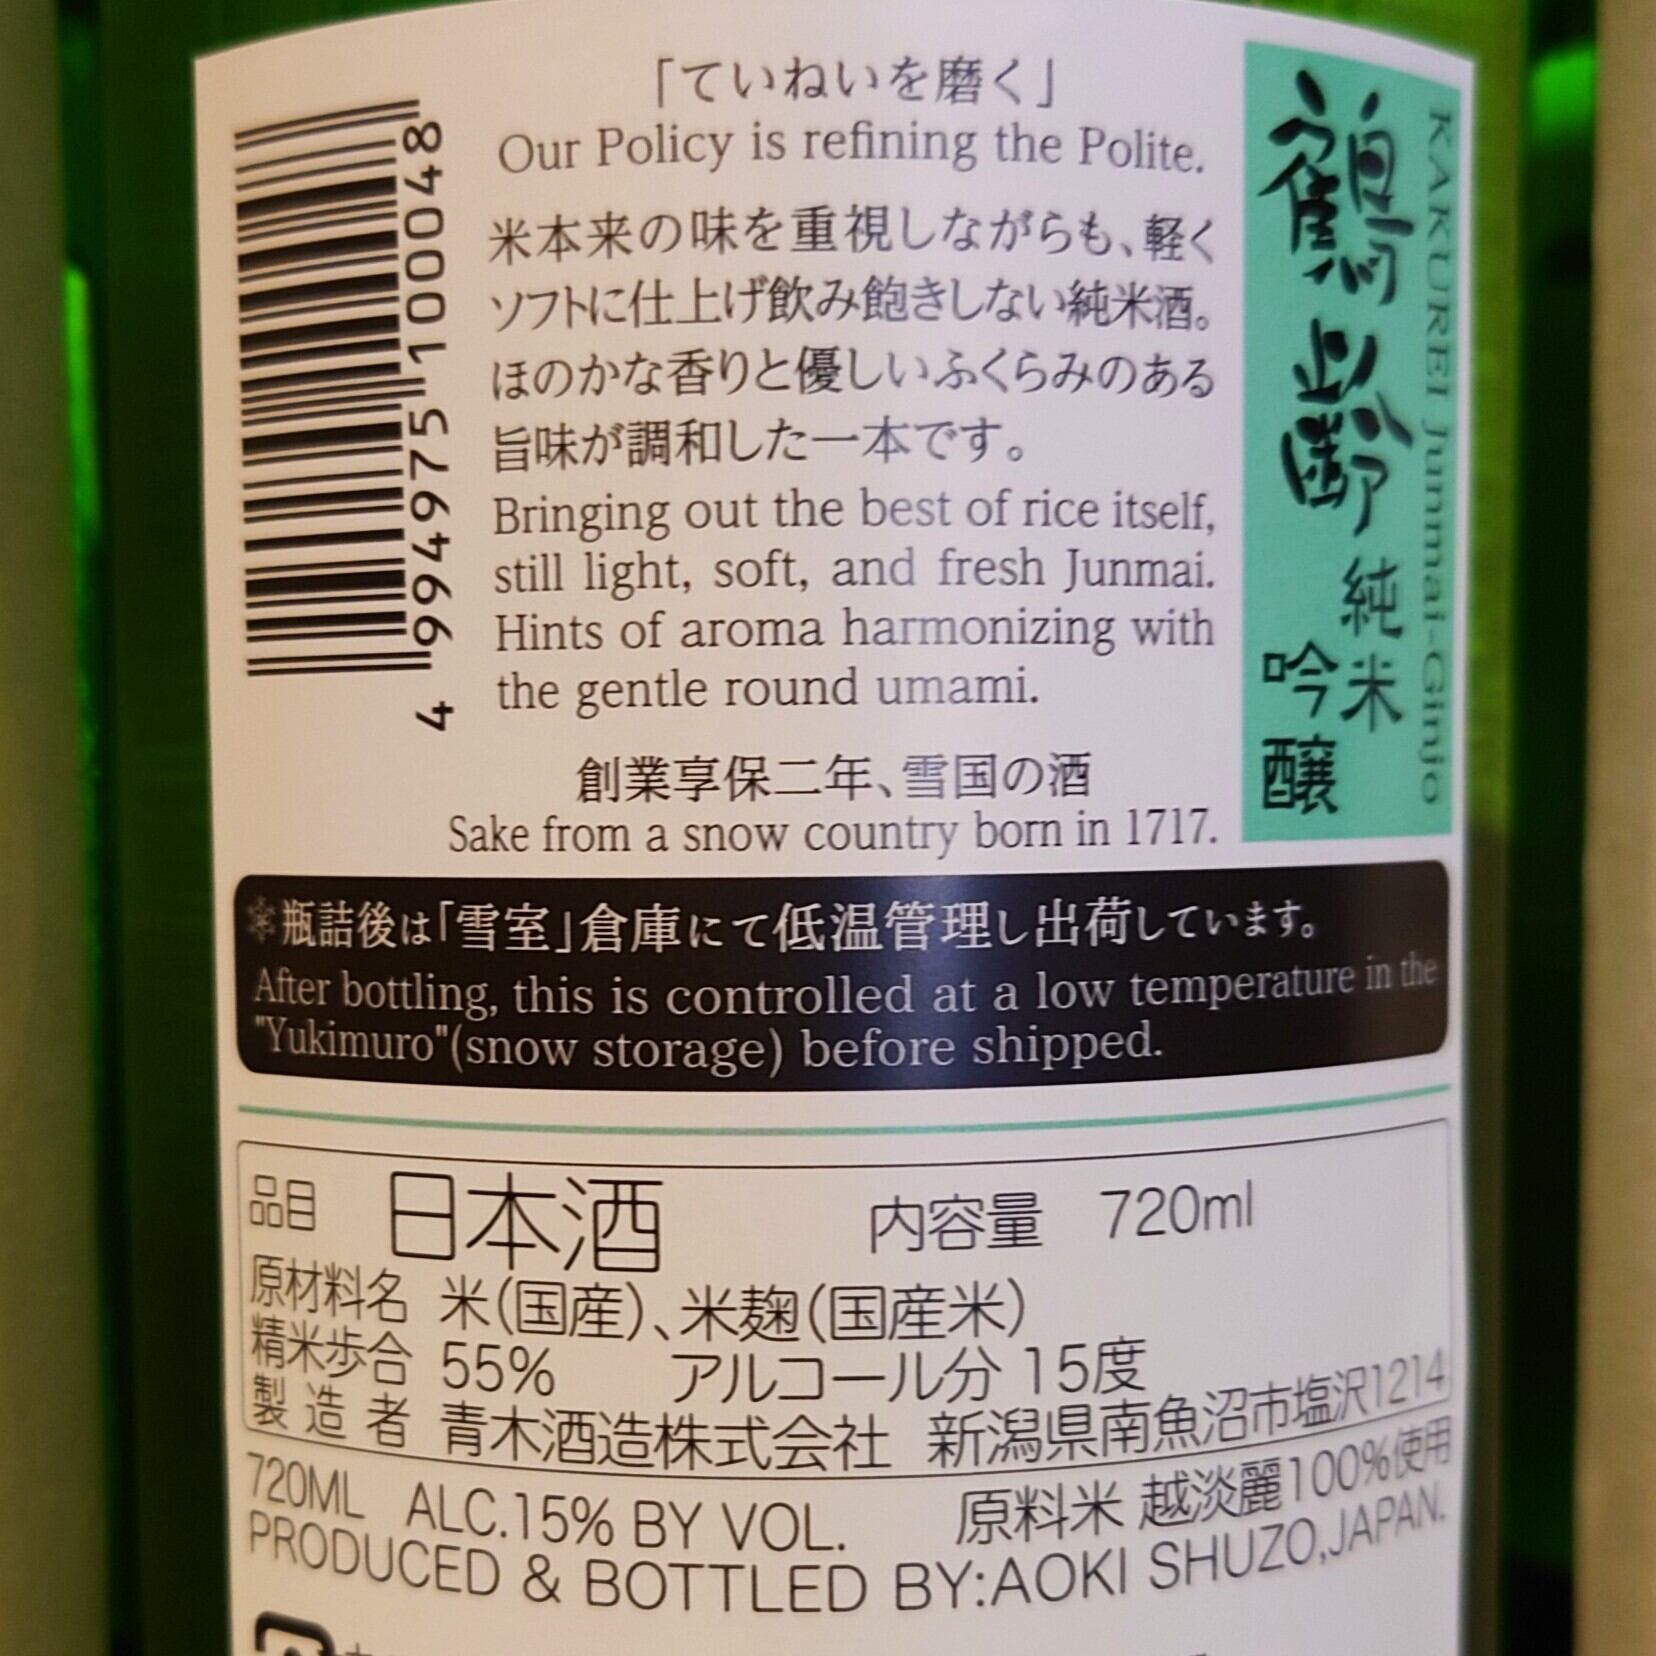 「ていねいを磨く」
Our Policy is refining the Polite.
米本来の味を重視しながらも、軽く
ソフトに仕上げ飲み飽きしない純米酒。
ほのかな香りと優しいふくらみのある
旨味が調和した一本です。
Bringing out the best of rice itself,
still light, soft, and fresh Junmai.
Hints of aroma harmonizing with
the gentle round umami.
創業享保二年、雪国の酒
Sake from a snow country born in 1717.
鶴齢
純米
吟醸
KAKUREI Junmai-Ginjo
4 994975 100048
瓶詰後は「雪室」倉庫にて低温管理し出荷しています。
After bottling, this is controlled at a low temperature in the
"Yukimuro"(snow storage) before shipped.
品目 日本酒 内容量 720ml
原材料名 米(国産)、米麹(国産米)
精米歩合 55% アルコール分 15度
製造者 青木酒造株式会社 新潟県南魚沼市塩沢1214
720ML ALC.15% BY VOL. 原料米 越淡麗100%使用
PRODUCED & BOTTLED BY:AOKI SHUZO,JAPAN.